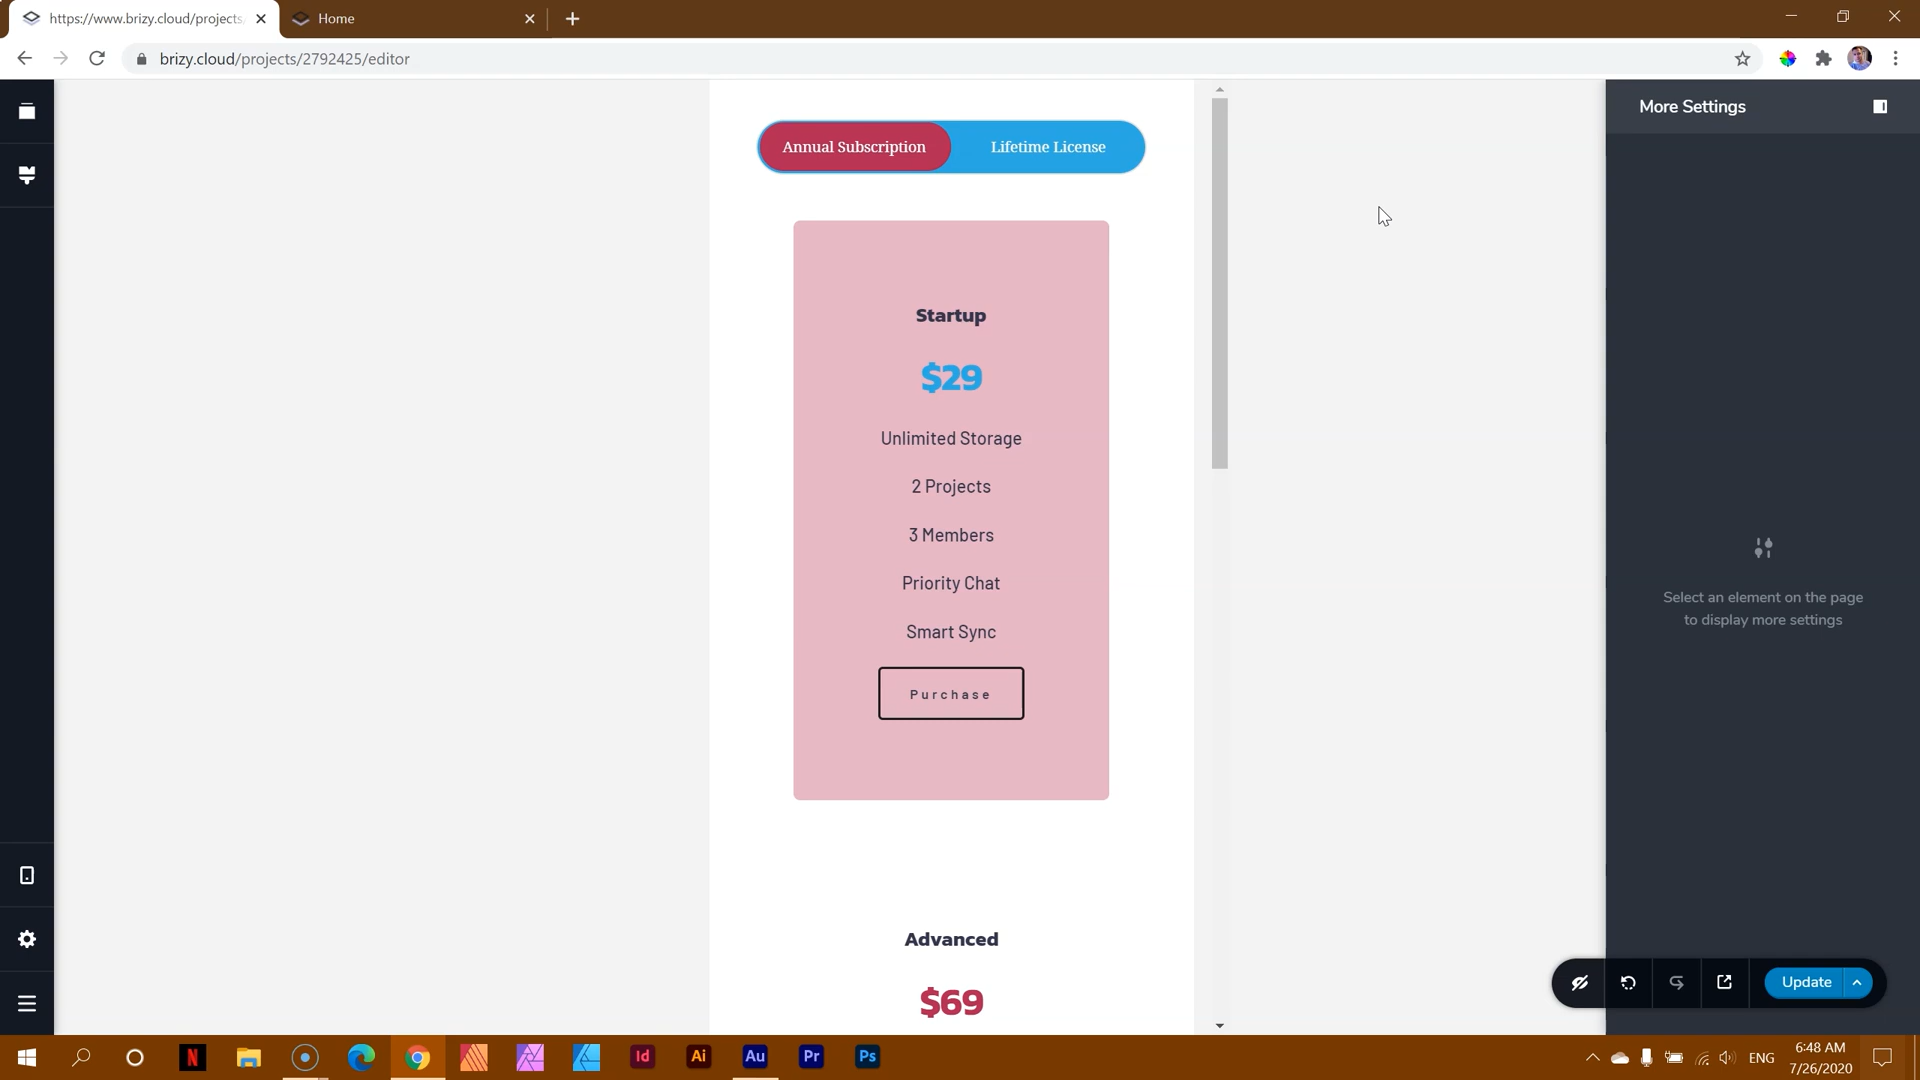 https://www.brizy.cloud/projects
Home
brizy.cloud/projects/2792425/editor
More Settings
Annual Subscription
Lifetime License
Startup
$29
Unlimited Storage
2 Projects
3 Members
Priority Chat
Smart Sync
Purchase
Select an element on the page
to display more settings
Advanced
$69
Update
N
Id
Ai
Au
Pr
Ps
ENG
6:48 AM
7/26/2020